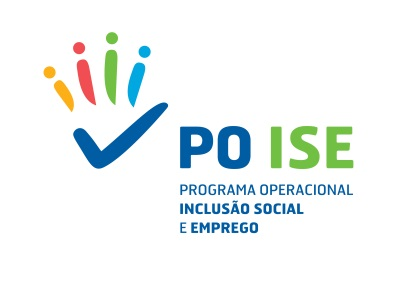 PO ISE
PROGRAMA OPERACIONAL
INCLUSÃO SOCIAL
E EMPREGO